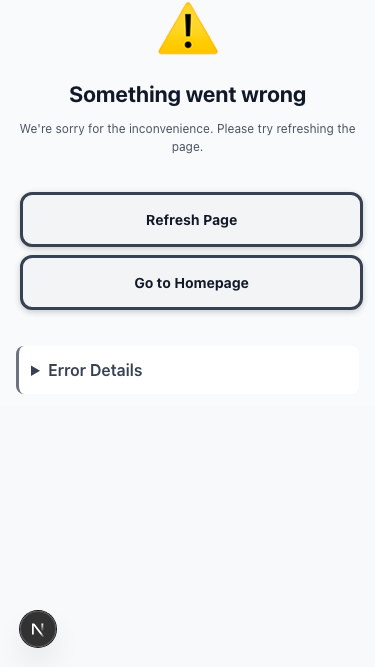 Something went wrong
We're sorry for the inconvenience. Please try refreshing the
page.
Refresh Page
Go to Homepage
Error Details
N